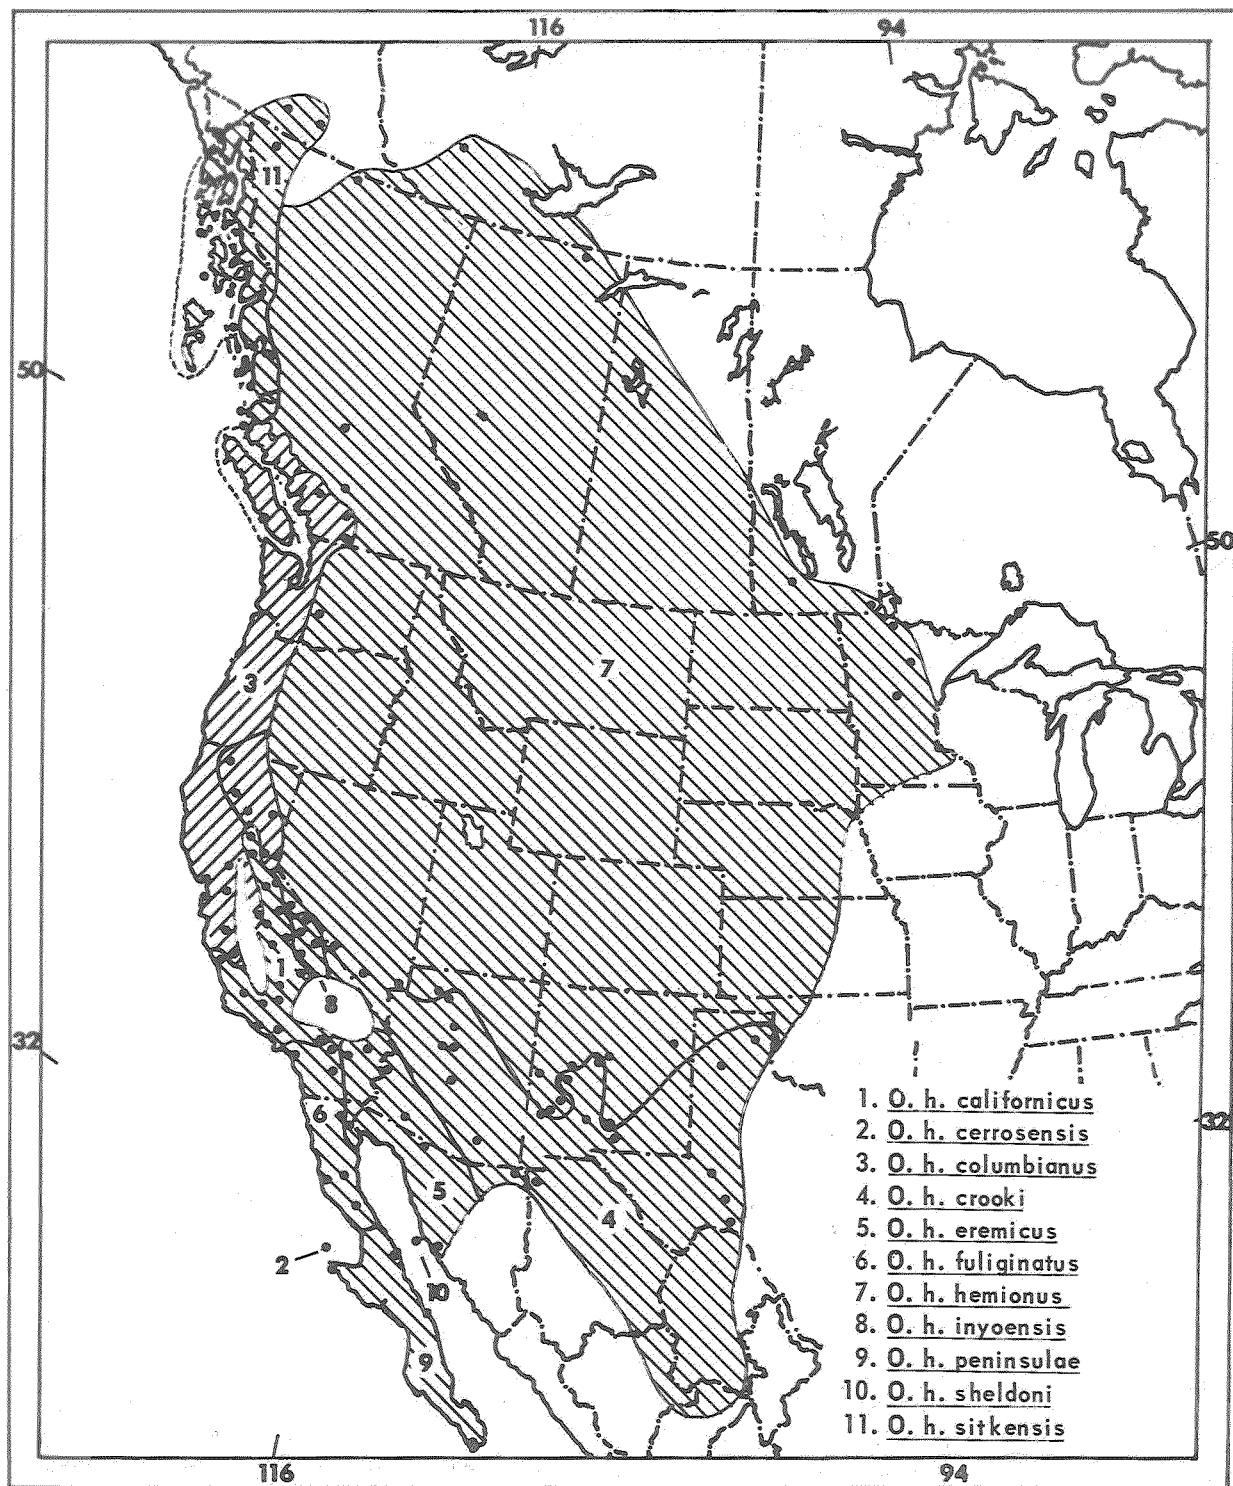 116 94
11
50
50
3
7
1
8
32
6
5
4
2
10
9
1. O. h. californicus
2. O. h. cerrosensis
32
3. O. h. columbianus
4. O. h. crooki
5. O. h. eremicus
6. O. h. fuliginatus
7. O. h. hemionus
8. O. h. inyoensis
9. O. h. peninsulae
10. O. h. sheldoni
11. O. h. sitkensis
116 94